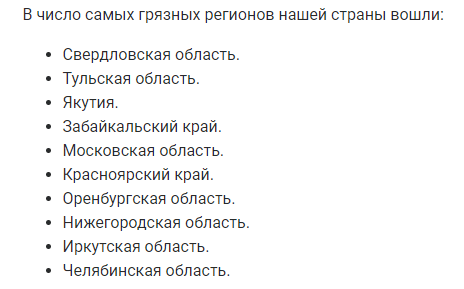 В число самых грязных регионов нашей страны вошли:
• Свердловская область.
• Тульская область.
• Якутия.
• Забайкальский край.
• Московская область.
• Красноярский край.
• Оренбургская область.
• Нижегородская область.
• Иркутская область.
• Челябинская область.